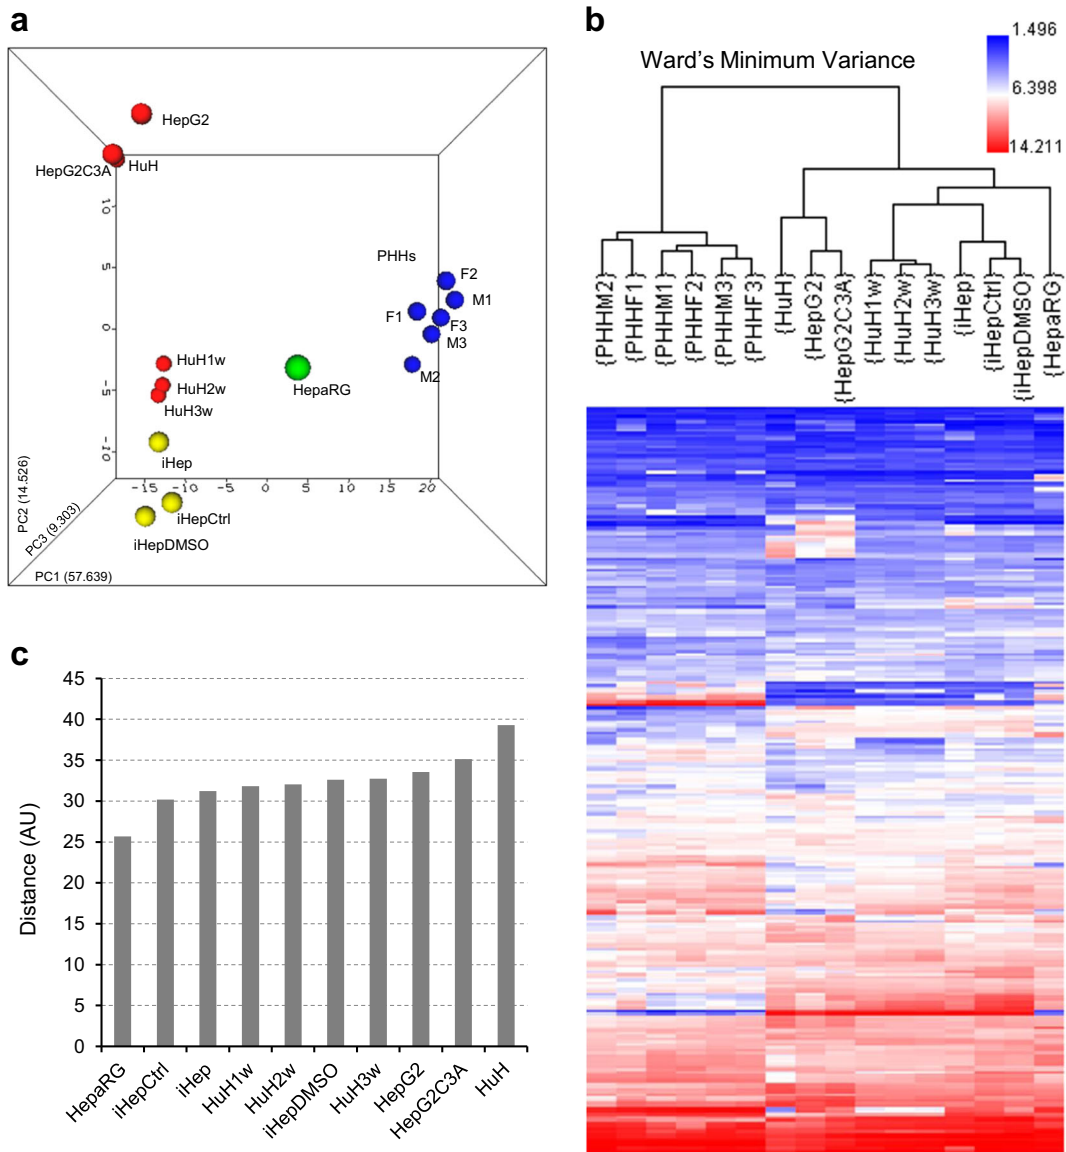 a
HepG2
HepG2C3A
HuH
10
5
0
-5
-10
PHHs
F2
M1
F1
F3
M3
M2
HuH1w
HuH2w
HuH3w
HepaRG
iHep
iHepCtrl
iHepDMSO
-15
-10
-5
0
5
10
15
20
PC2 (14.526)
PC3 (9.303)
PC1 (57.639)
b
Ward's Minimum Variance
1.496
6.398
14.211
{PHHM2}
{PHHF1}
{PHHM1}
{PHHF2}
{PHHM3}
{PHHF3}
{HuH}
{HepG2}
{HepG2C3A}
{HuH1w}
{HuH2w}
{HuH3w}
{iHep}
{iHepCtrl}
{iHepDMSO}
{HepaRG}
c
Distance (AU)
45
40
35
30
25
20
15
10
5
0
HepaRG
iHepCtrl
iHep
HuH1w
HuH2w
iHepDMSO
HuH3w
HepG2
HepG2C3A
HuH